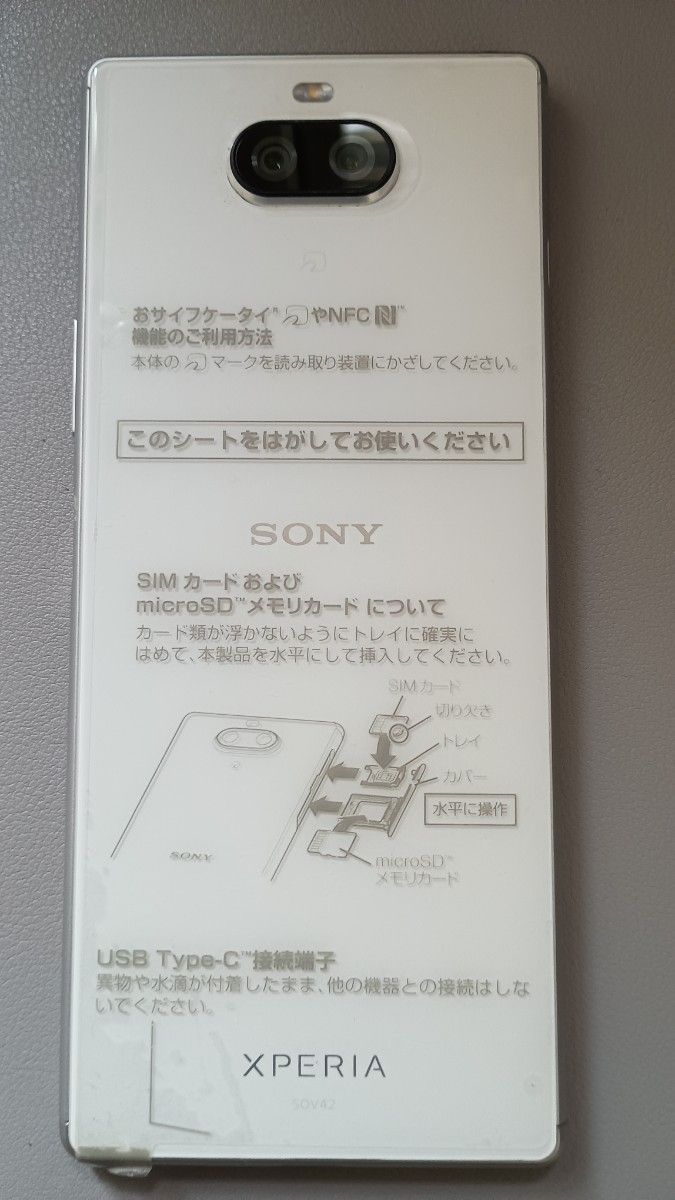 おサイフケータイ®やNFC N™
機能のご利用方法
本体の マークを読み取り装置にかざしてください。
このシートをはがしてお使いください
SONY
SIM カード および
microSD™メモリカード について
カード類が浮かないようにトレイに確実に
はめて、本製品を水平にして挿入してください。
SIMカード
切り欠き
トレイ
カバー
水平に操作
SONY
microSD™
メモリカード
USB Type-C™接続端子
異物や水滴が付着したまま、他の機器との接続はしな
いでください。
XPERIA
SOV42